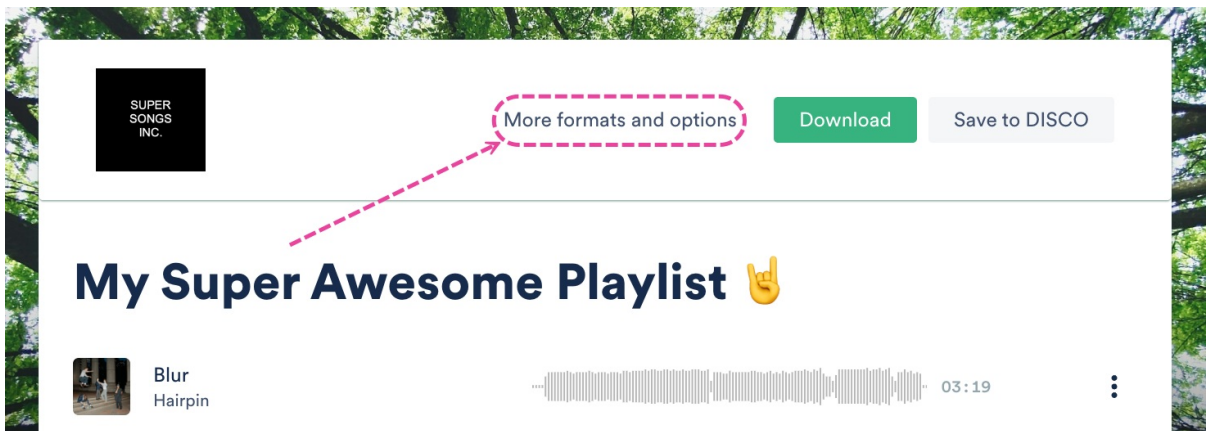 SUPER
SONGS
INC.
More formats and options
Download
Save to DISCO
My Super Awesome Playlist 🤘
Blur
Hairpin
03:19